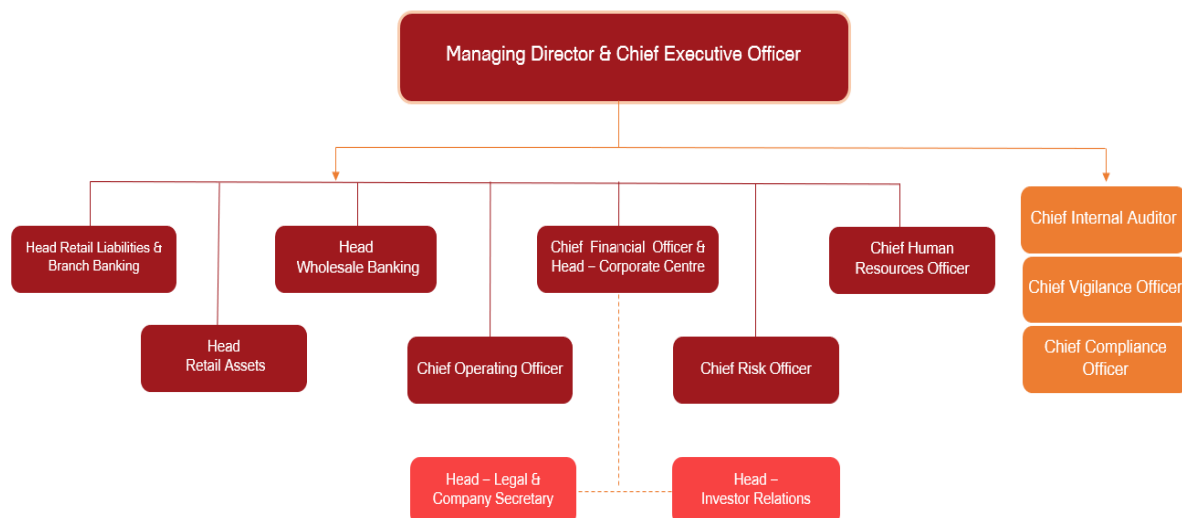 Managing Director & Chief Executive Officer
Head Retail Liabilities &
Branch Banking
Head
Wholesale Banking
Chief Financial Officer &
Head – Corporate Centre
Chief Human
Resources Officer
Chief Internal Auditor
Chief Vigilance Officer
Chief Compliance
Officer
Head
Retail Assets
Chief Operating Officer
Chief Risk Officer
Head – Legal &
Company Secretary
Head –
Investor Relations